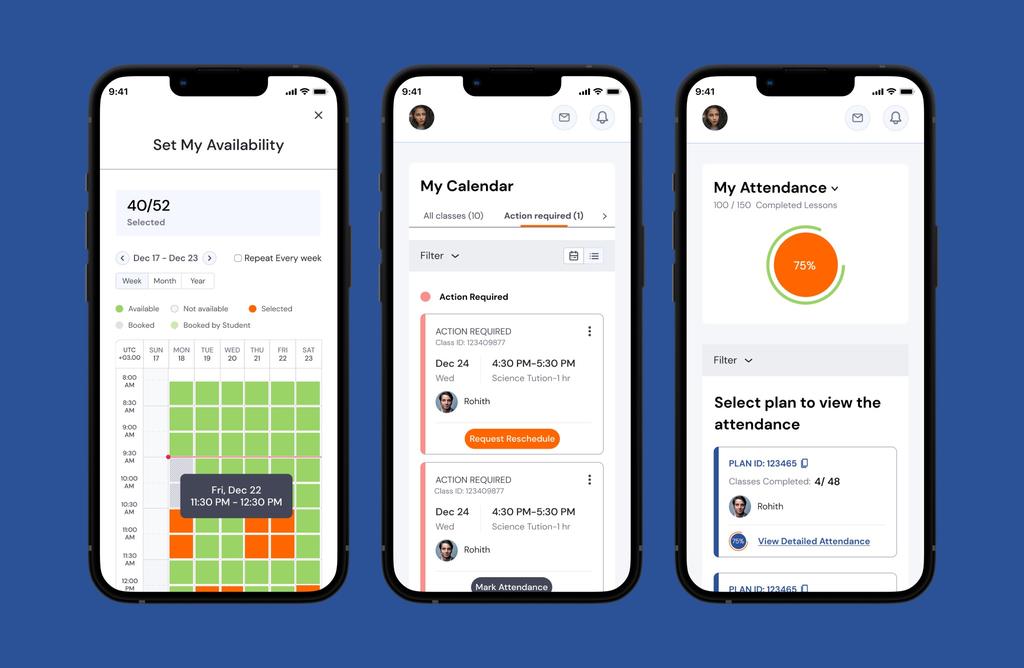 9:41
Set My Availability
40/52
Selected
Dec 17 - Dec 23
Repeat Every week
Week Month Year
Available Not available Selected
Booked Booked by Student
UTC +03.00 SUN 17 MON 18 TUE 19 WED 20 THU 21 FRI 22 SAT 23
8:00 AM
8:30 AM
9:00 AM
9:30 AM
10:00 AM
10:30 AM
11:00 AM
11:30 AM
12:00 PM
Fri, Dec 22
11:30 PM - 12:30 PM
9:41
My Calendar
All classes (10) Action required (1)
Filter
Action Required
ACTION REQUIRED
Class ID: 123409877
Dec 24 4:30 PM-5:30 PM
Wed Science Tution-1 hr
Rohith
Request Reschedule
ACTION REQUIRED
Class ID: 123409877
Dec 24 4:30 PM-5:30 PM
Wed Science Tution-1 hr
Rohith
Mark Attendance
9:41
My Attendance
100 / 150 Completed Lessons
75%
Filter
Select plan to view the
attendance
PLAN ID: 123465
Classes Completed: 4/ 48
Rohith
75% View Detailed Attendance
PLAN ID: 123465